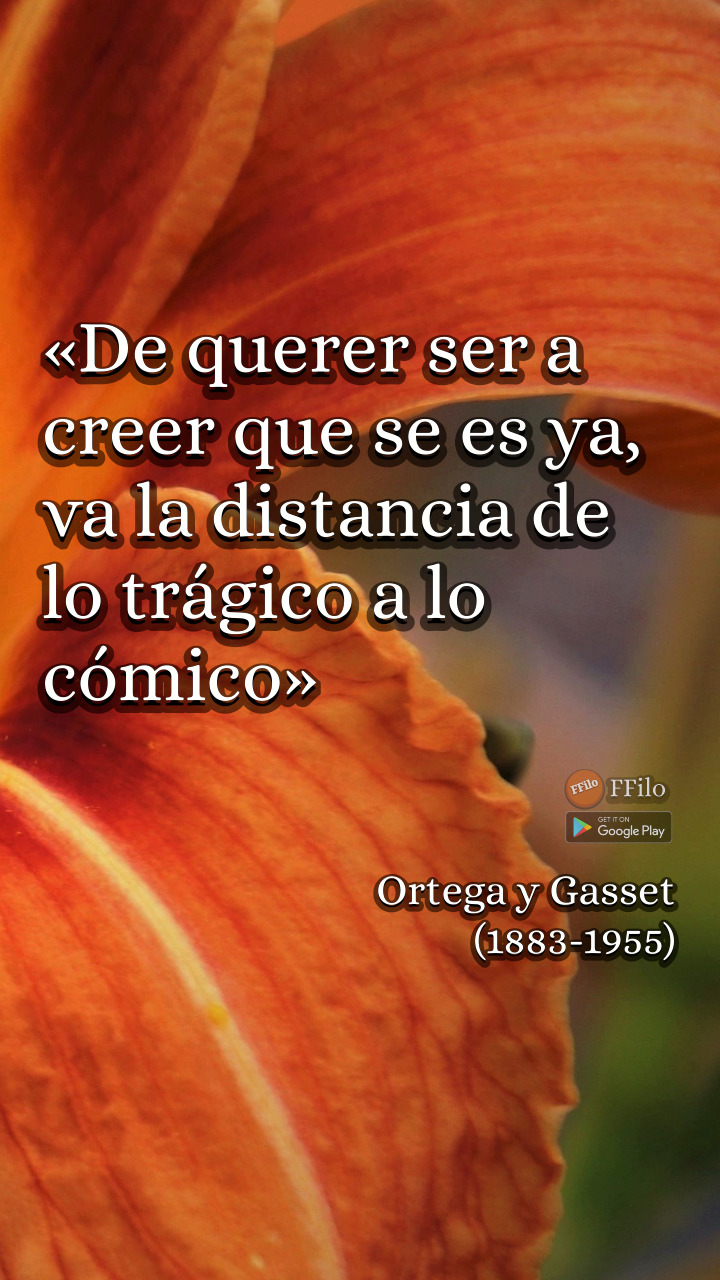 «De querer ser a
creer que se es ya,
va la distancia de
lo trágico a lo
cómico»
FFilo FFilo
GET IT ON
Google Play
Ortega y Gasset
(1883-1955)